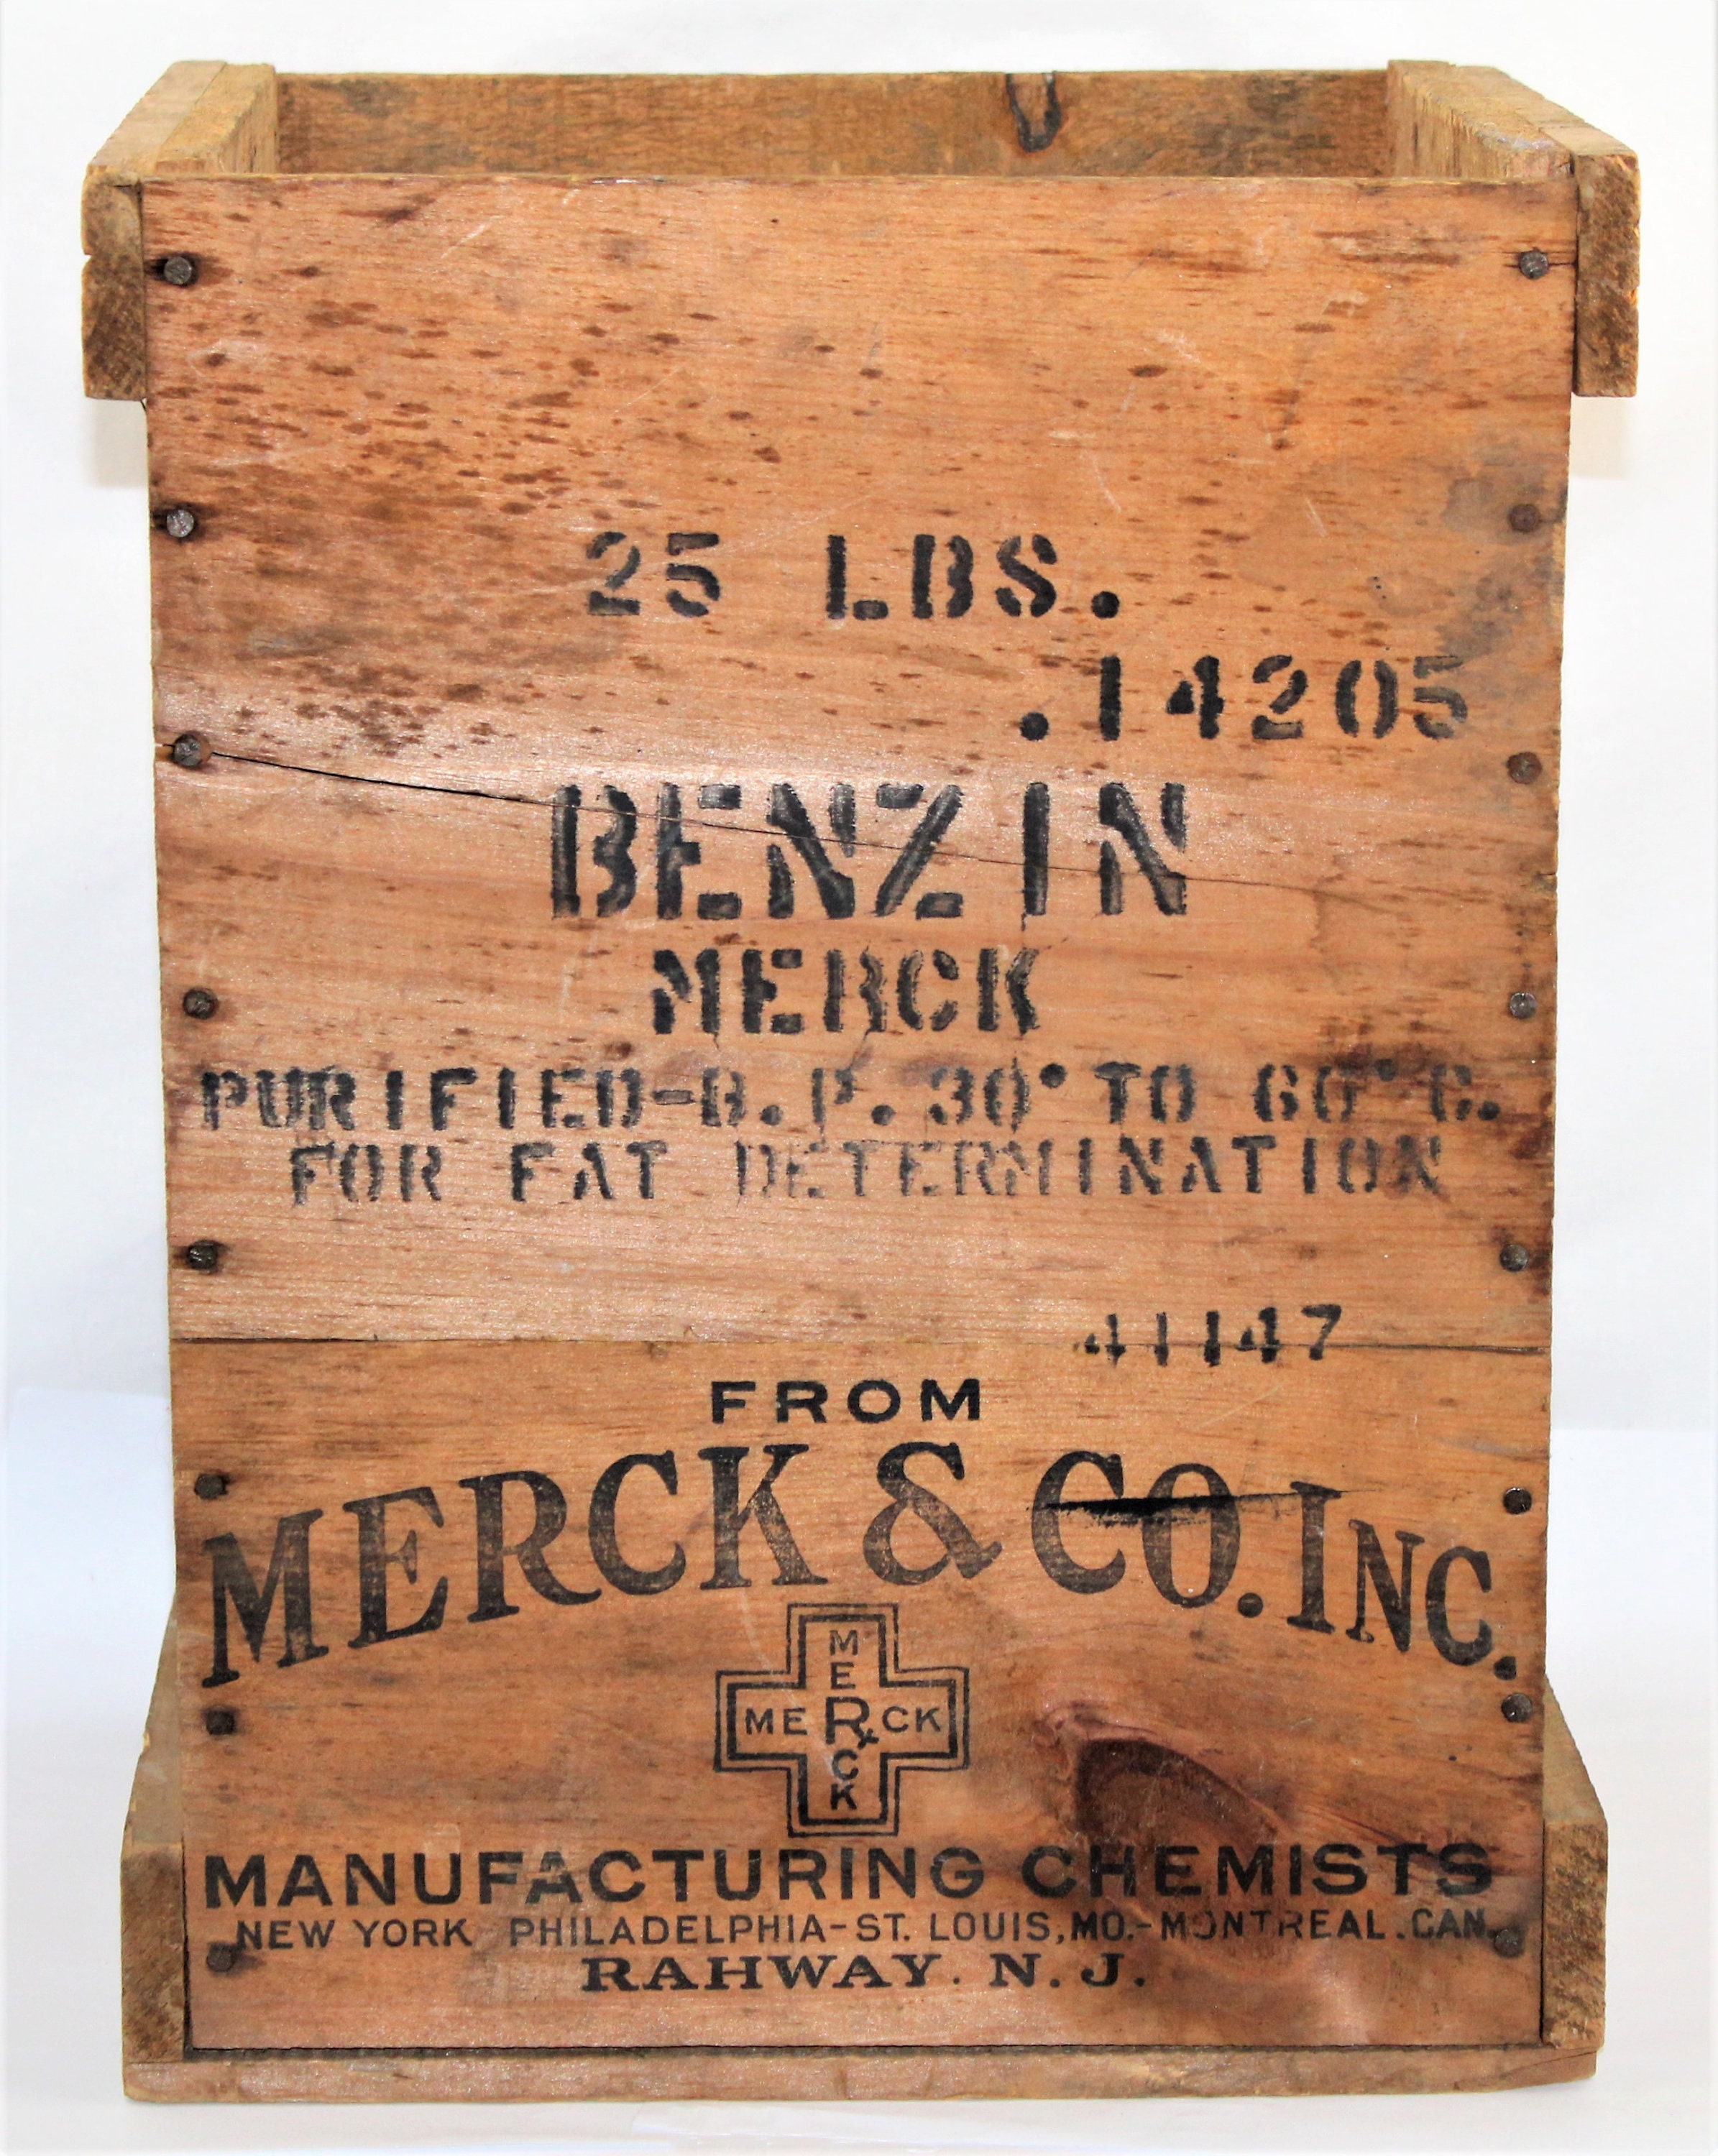 25 LBS.
.14205
BENZIN
MERCK
PURIFIED-B.P. 30° TO 60° C.
FOR FAT DETERMINATION
41147
FROM
MERCK & CO. INC.
MERCK
MERCK
MANUFACTURING CHEMISTS
NEW YORK PHILADELPHIA-ST. LOUIS, MO.-MONTREAL.CAN.
RAHWAY. N. J.